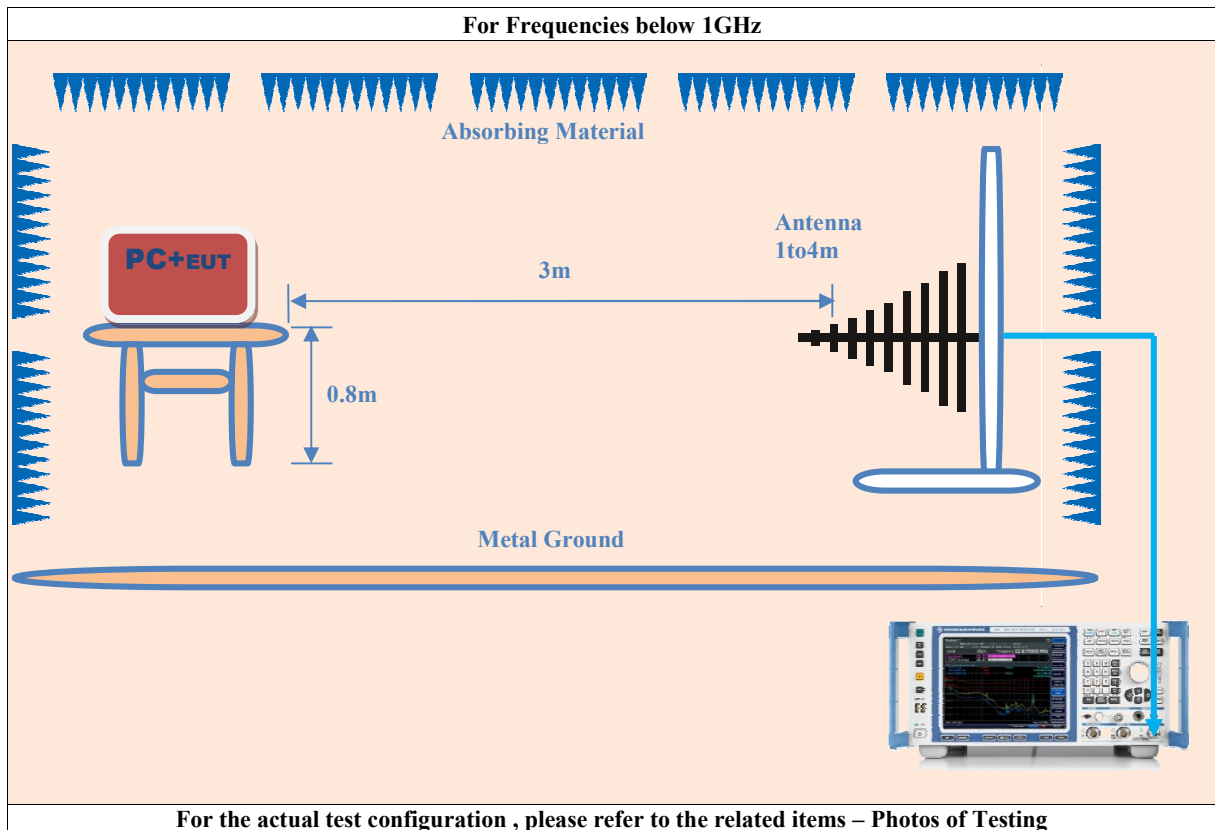 For Frequencies below 1GHz
Absorbing Material
Antenna
1to4m
PC+EUT
3m
0.8m
Metal Ground
For the actual test configuration , please refer to the related items – Photos of Testing